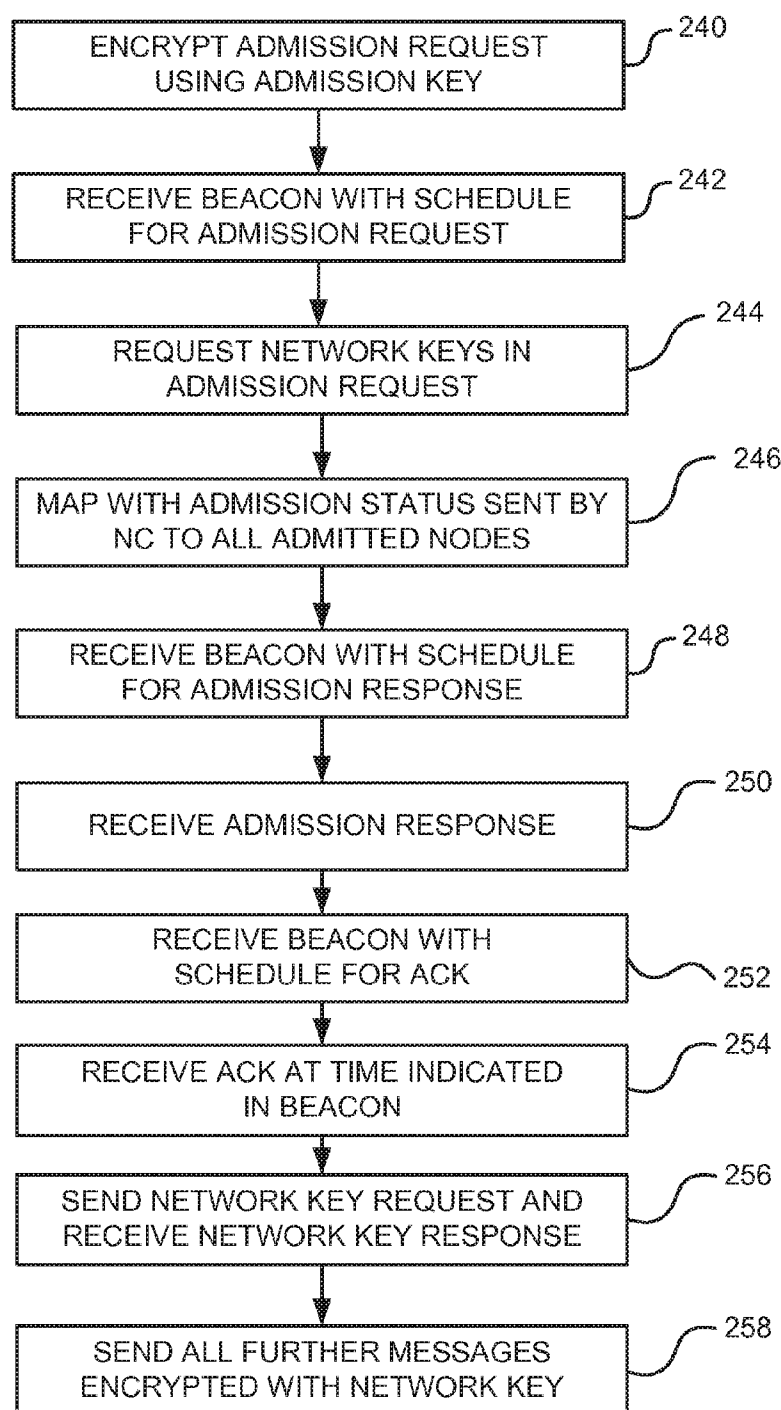 ENCRYPT ADMISSION REQUEST
USING ADMISSION KEY
240
RECEIVE BEACON WITH SCHEDULE
FOR ADMISSION REQUEST
242
REQUEST NETWORK KEYS IN
ADMISSION REQUEST
244
MAP WITH ADMISSION STATUS SENT BY
NC TO ALL ADMITTED NODES
246
RECEIVE BEACON WITH SCHEDULE
FOR ADMISSION RESPONSE
248
RECEIVE ADMISSION RESPONSE
250
RECEIVE BEACON WITH
SCHEDULE FOR ACK
252
RECEIVE ACK AT TIME INDICATED
IN BEACON
254
SEND NETWORK KEY REQUEST AND
RECEIVE NETWORK KEY RESPONSE
256
SEND ALL FURTHER MESSAGES
ENCRYPTED WITH NETWORK KEY
258